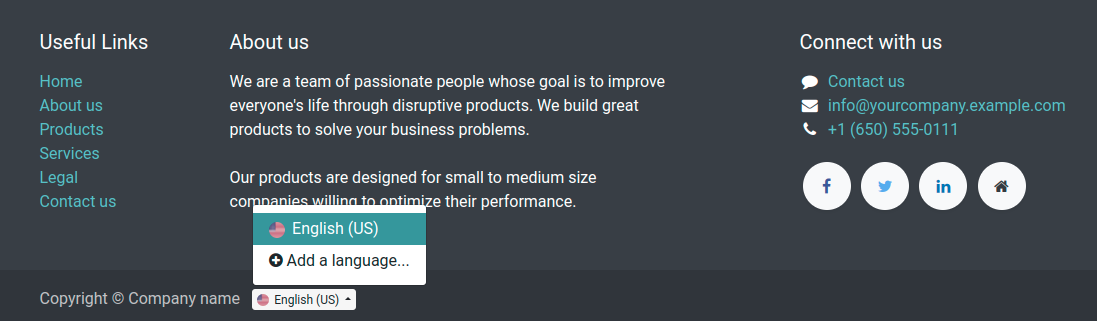 Useful Links
Home
About us
Products
Services
Legal
Contact us
About us
We are a team of passionate people whose goal is to improve
everyone's life through disruptive products. We build great
products to solve your business problems.
Our products are designed for small to medium size
companies willing to optimize their performance.
Connect with us
Contact us
info@yourcompany.example.com
+1 (650) 555-0111
English (US)
Add a language...
Copyright © Company name
English (US)